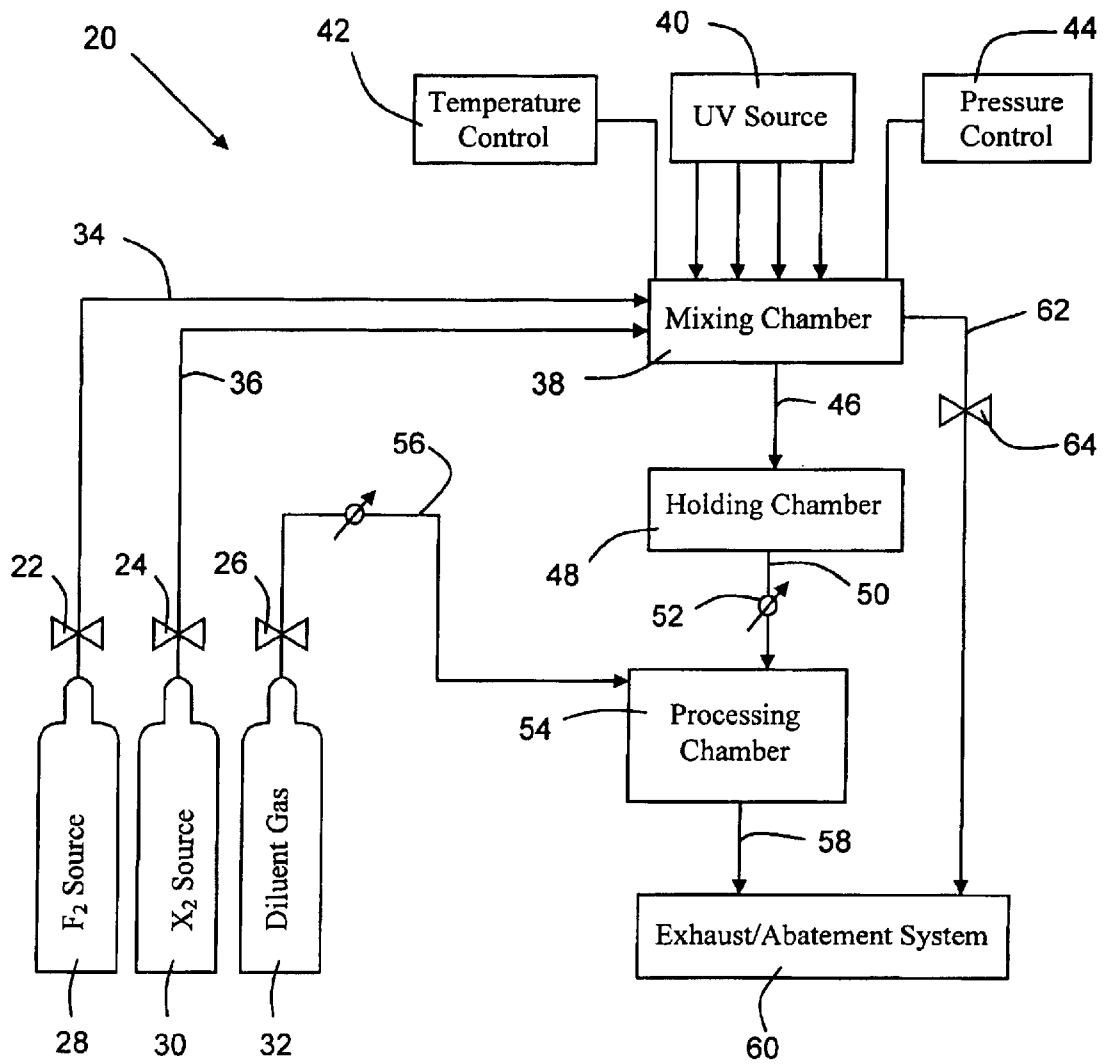 20
42
40
44
Temperature
Control
UV Source
Pressure
Control
34
Mixing Chamber
62
36
38
46
64
56
Holding Chamber
48
50
22
24
26
52
54
Processing
Chamber
F₂ Source
X₂ Source
Diluent Gas
58
Exhaust/Abatement System
28
30
32
60